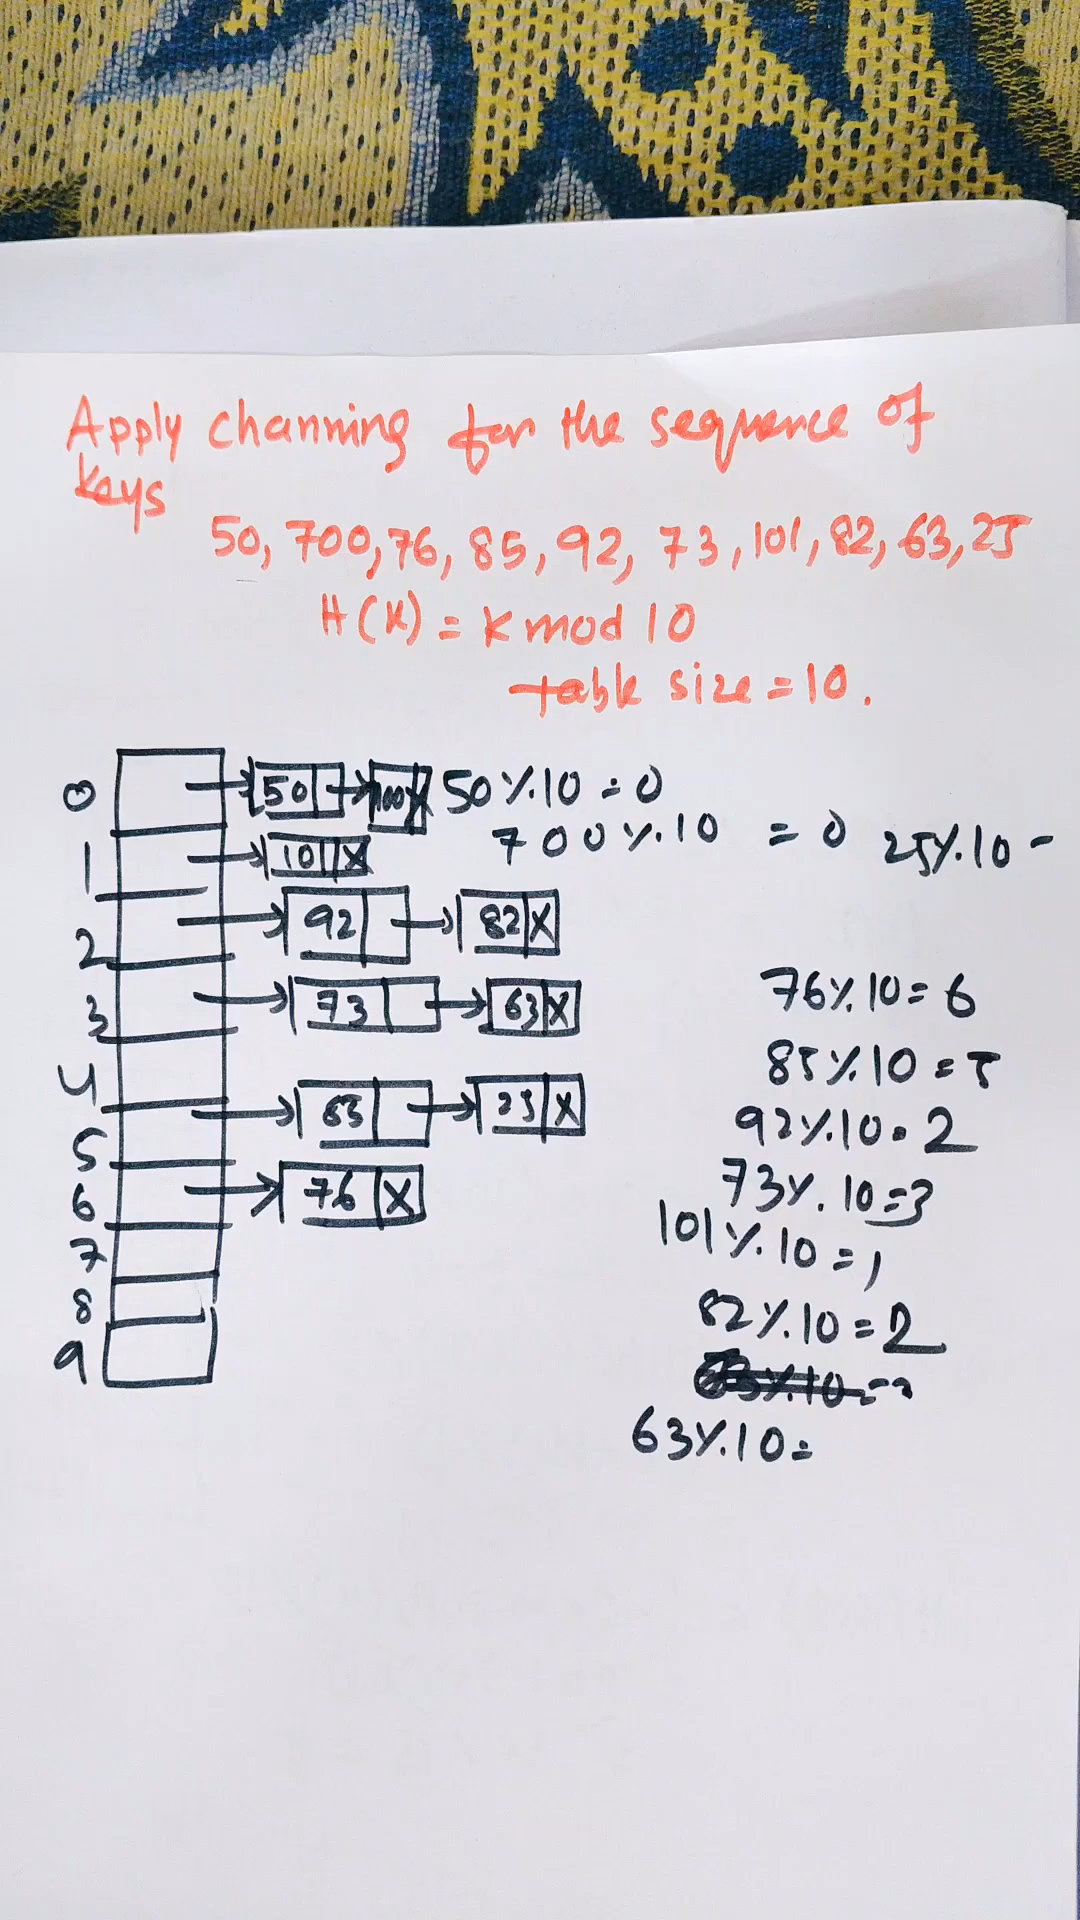 Apply channing for the sequence of
keys
50, 700, 76, 85, 92, 73, 101, 82, 63, 25
H(K) = K mod 10
table size = 10.
0 50 700 X 50 % 10 = 0
700 % 10 = 0 25 % 10 -
1 101 X
2 92 82 X
3 73 63 X
76 % 10 = 6
4
85 % 10 = 5
5 85 25 X
92 % 10 = 2
6 76 X
73 % 10 = 3
7
101 % 10 = 1
8
82 % 10 = 2
9
63 % 10 =